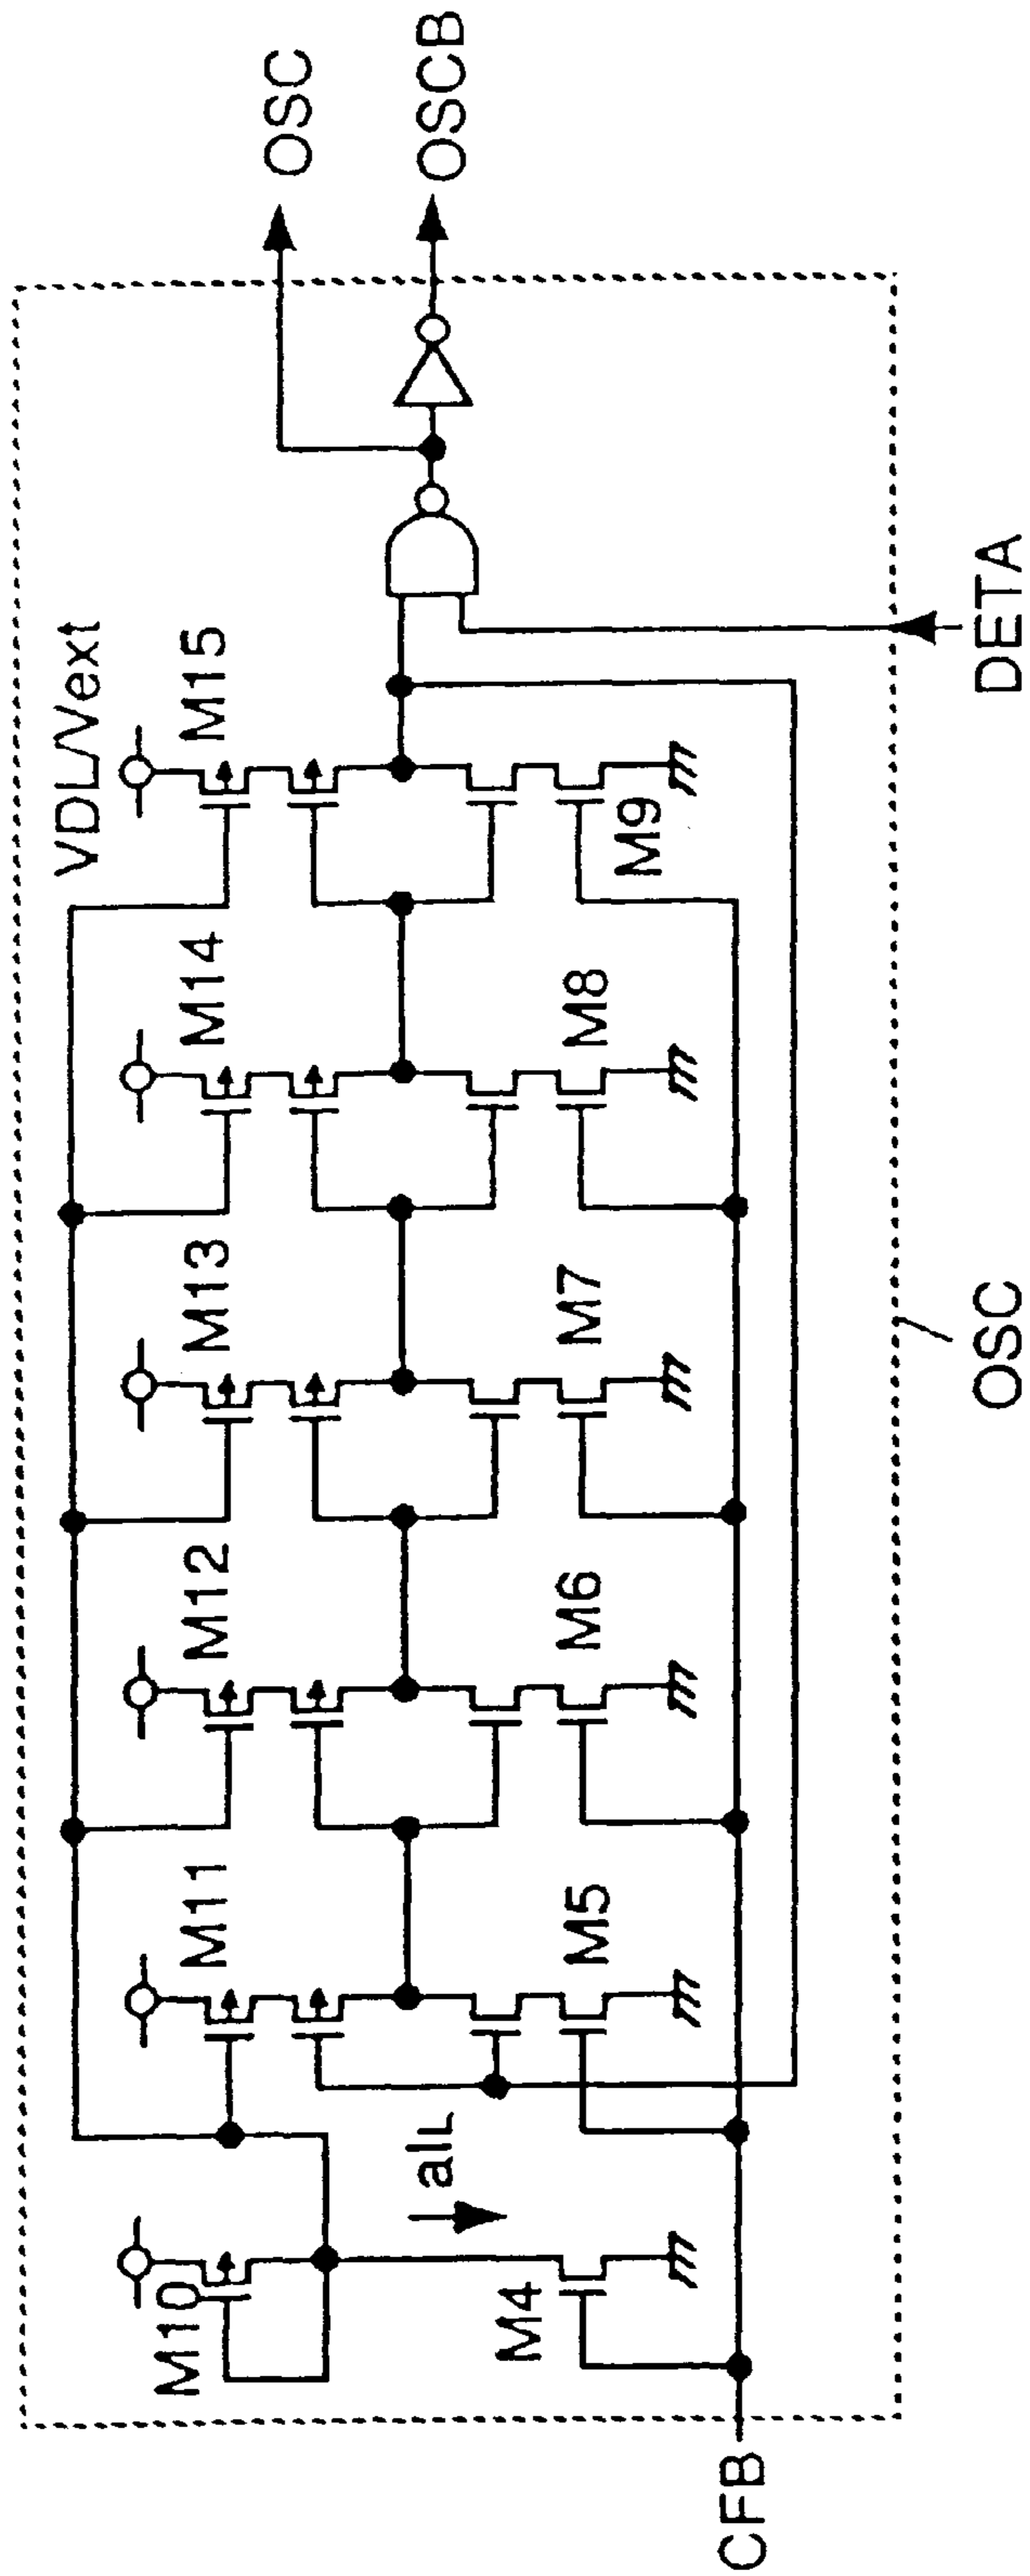 VDL/Vext
M10
M11
M12
M13
M14
M15
aIL
M4
M5
M6
M7
M8
M9
CFB
OSC
OSCB
DETA
OSC